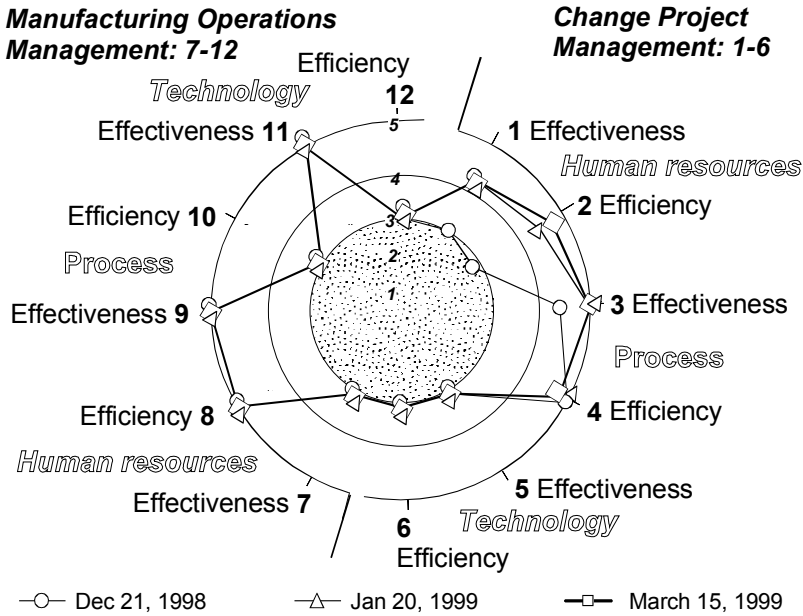 Manufacturing Operations
Management: 7-12
Change Project
Management: 1-6
Efficiency
12
Technology
Effectiveness 11
1 Effectiveness
Human resources
2 Efficiency
Efficiency 10
Process
Effectiveness 9
3 Effectiveness
Process
4 Efficiency
Efficiency 8
Human resources
Effectiveness 7
5 Effectiveness
Technology
6
Efficiency
5
4
3
2
1
Dec 21, 1998
Jan 20, 1999
March 15, 1999